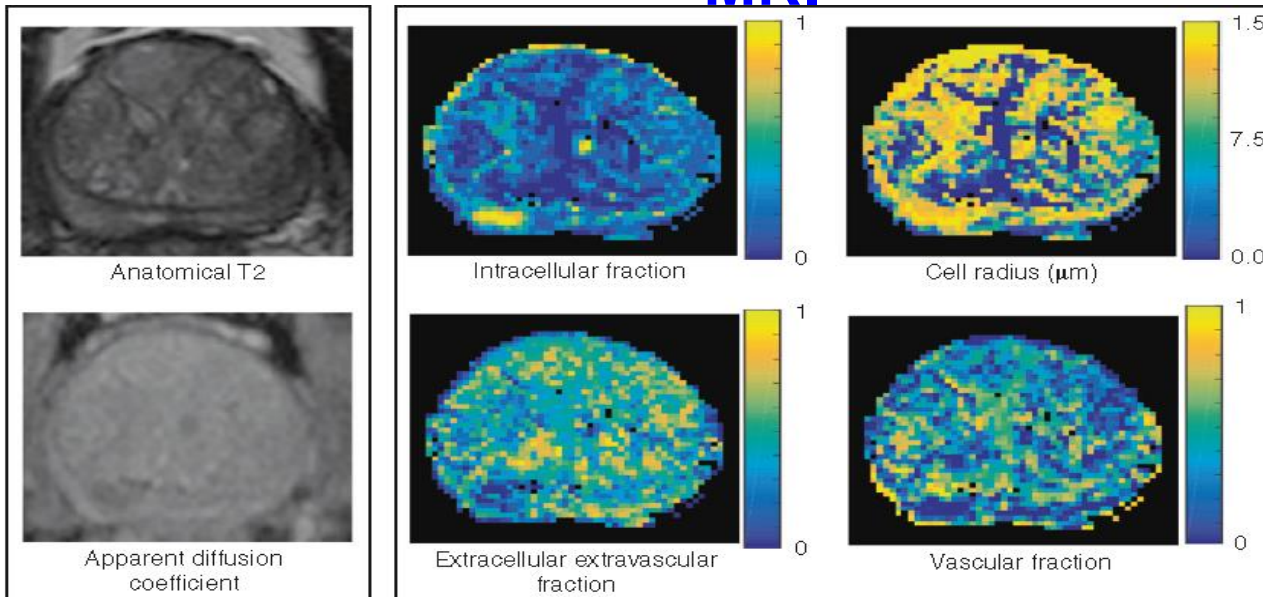 MRI
Anatomical T2
Apparent diffusion
coefficient
1
0
Intracellular fraction
1.5
7.5
0.0
Cell radius (μm)
1
0
Extracellular extravascular
fraction
1
0
Vascular fraction